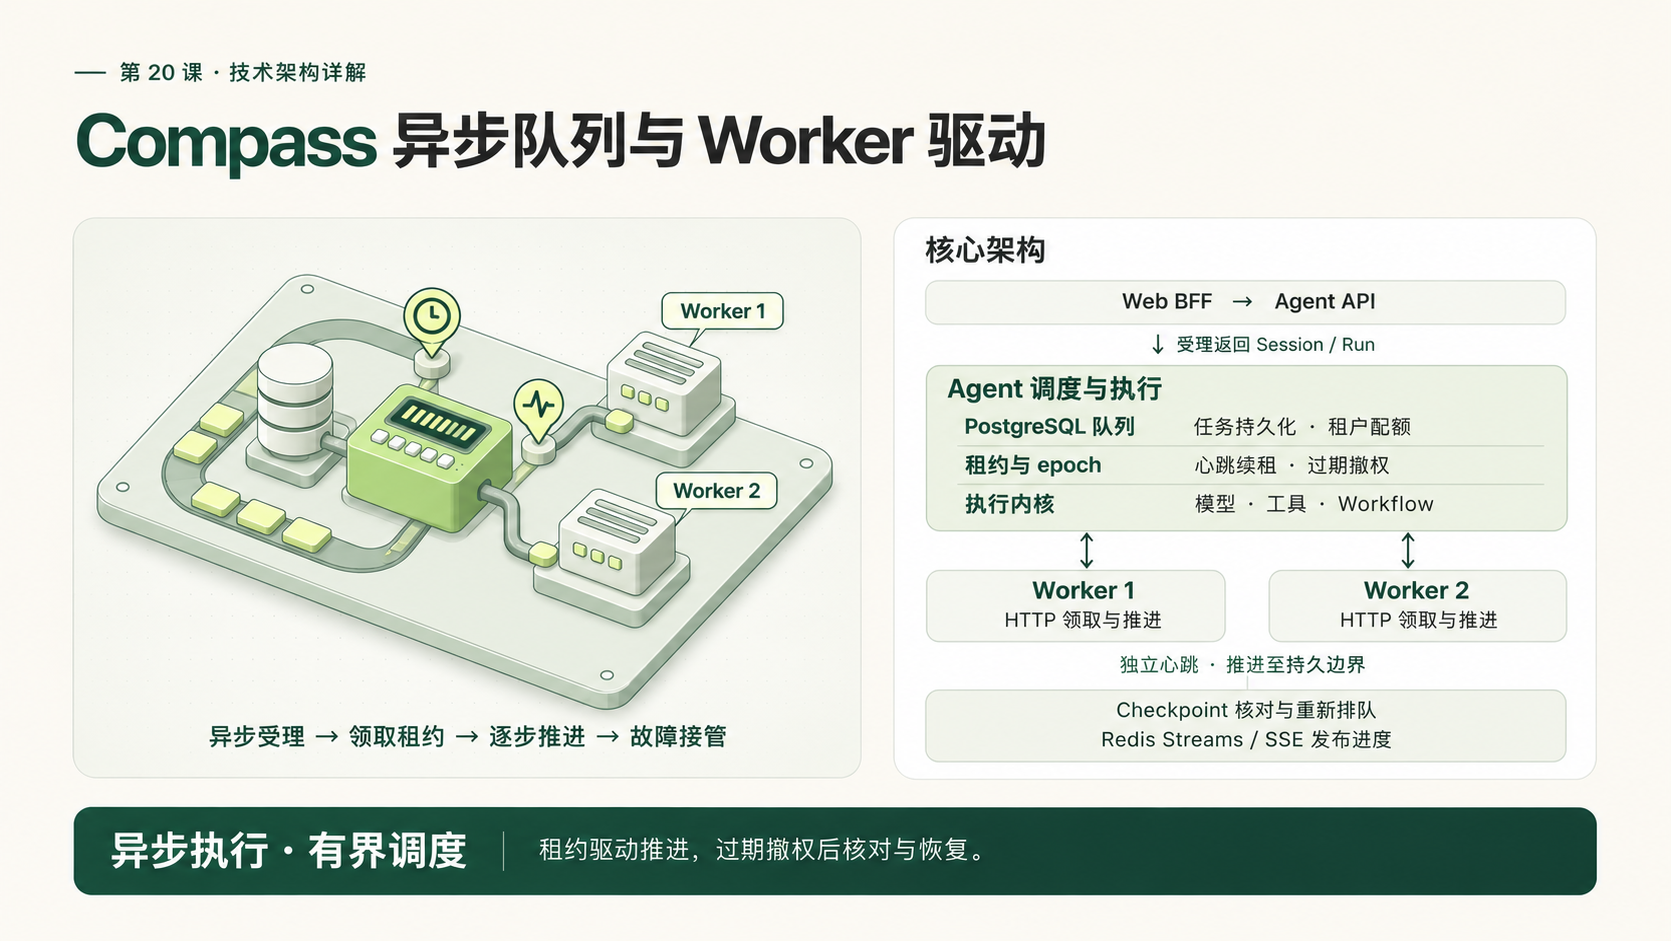 第 20 课 · 技术架构详解
Compass 异步队列与 Worker 驱动
Worker 1
Worker 2
异步受理 → 领取租约 → 逐步推进 → 故障接管
核心架构
Web BFF → Agent API
↓ 受理返回 Session / Run
Agent 调度与执行
PostgreSQL 队列 任务持久化 · 租户配额
租约与 epoch 心跳续租 · 过期撤权
执行内核 模型 · 工具 · Workflow
Worker 1
HTTP 领取与推进
Worker 2
HTTP 领取与推进
独立心跳 · 推进至持久边界
Checkpoint 核对与重新排队
Redis Streams / SSE 发布进度
异步执行 · 有界调度
租约驱动推进，过期撤权后核对与恢复。